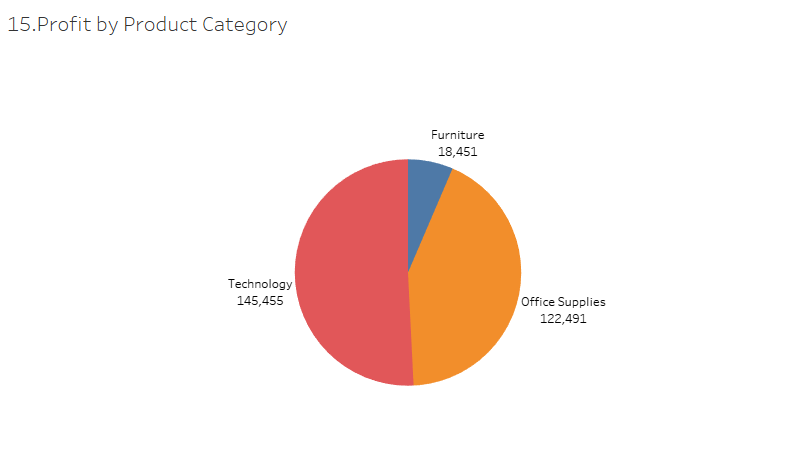 15.Profit by Product Category
Furniture
18,451
Technology
145,455
Office Supplies
122,491